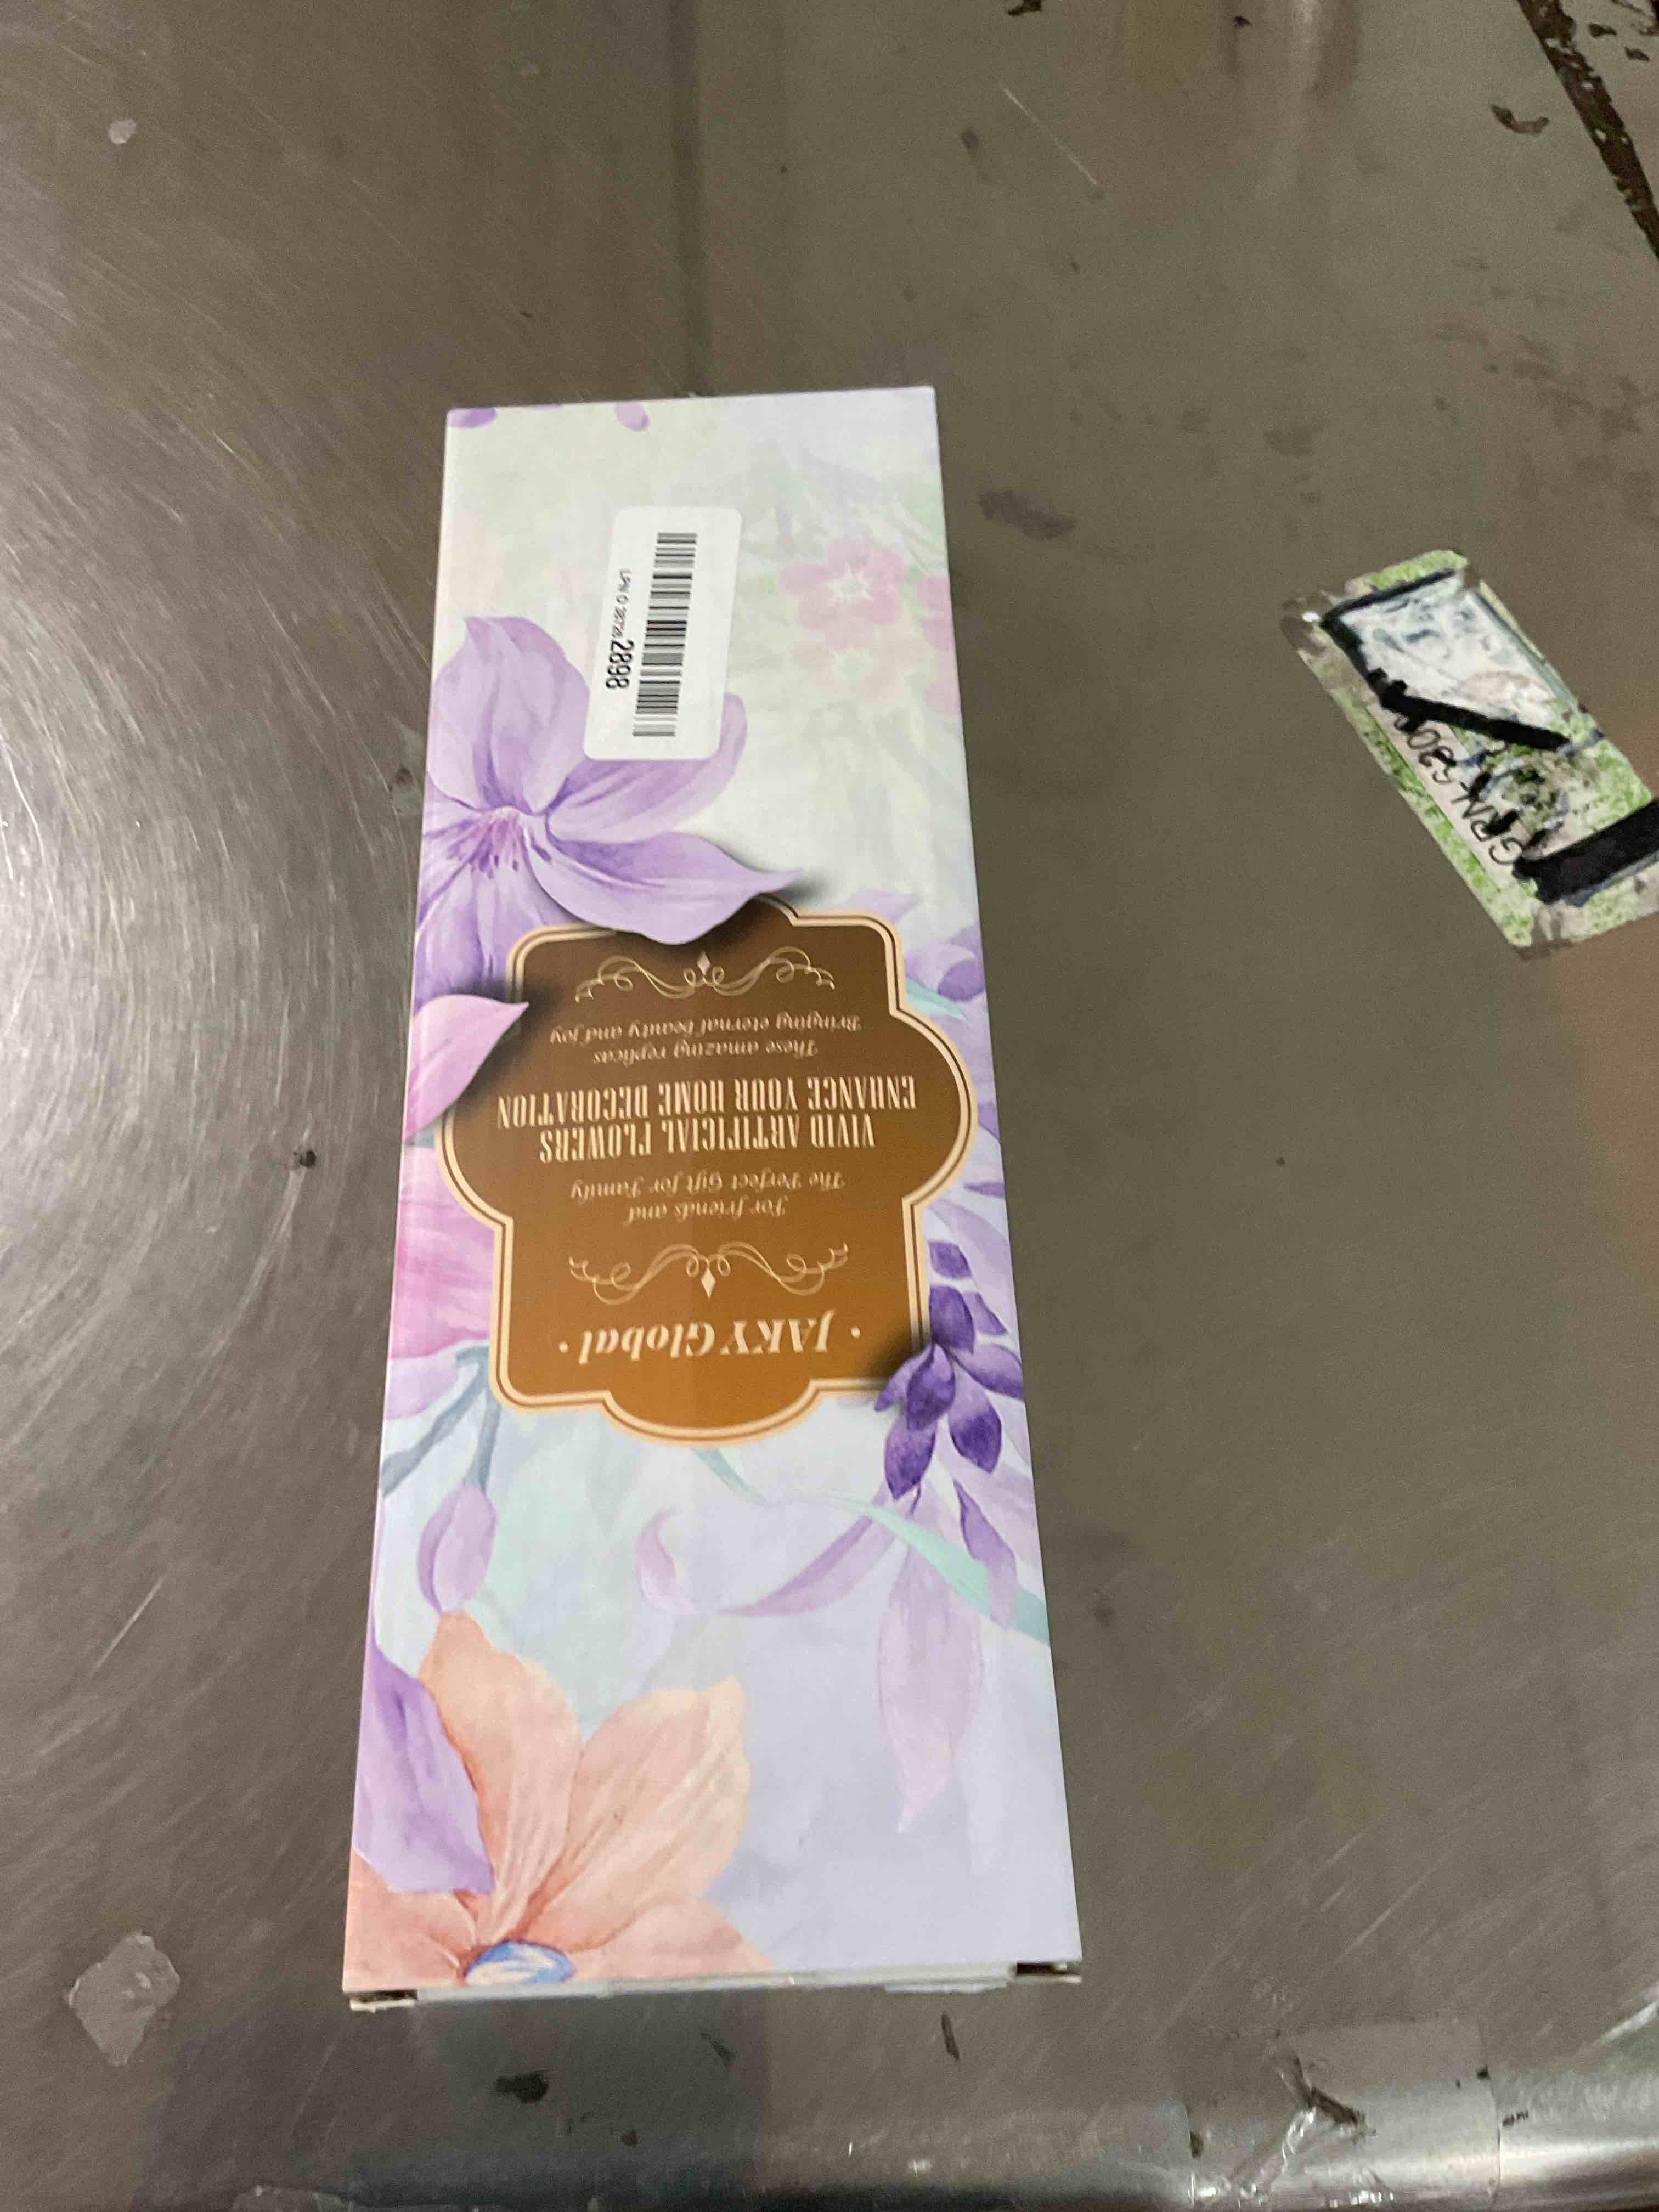 • JAKY Global •
For friends and
The Perfect Gift for Family
VIVID ARTIFICIAL FLOWERS
ENHANCE YOUR HOME DECORATION
These amazing replicas
Bringing eternal beauty and joy
2898